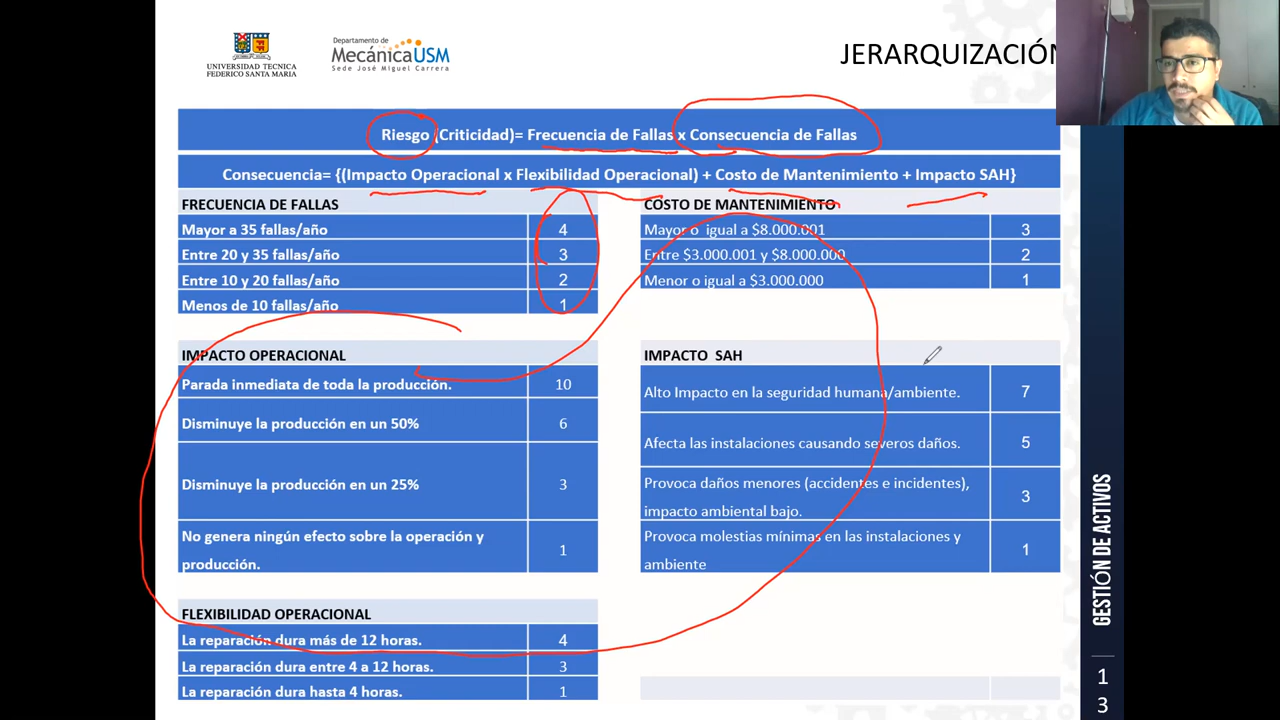 UNIVERSIDAD TECNICA
FEDERICO SANTA MARIA
Departamento de
MecánicaUSM
Sede José Miguel Carrera
JERARQUIZACIÓN
Riesgo (Criticidad)= Frecuencia de Fallas x Consecuencia de Fallas
Consecuencia= {(Impacto Operacional x Flexibilidad Operacional) + Costo de Mantenimiento + Impacto SAH}
FRECUENCIA DE FALLAS
Mayor a 35 fallas/año 4
Entre 20 y 35 fallas/año 3
Entre 10 y 20 fallas/año 2
Menos de 10 fallas/año 1
COSTO DE MANTENIMIENTO
Mayor o igual a $8.000.001 3
Entre $3.000.001 y $8.000.000 2
Menor o igual a $3.000.000 1
IMPACTO OPERACIONAL
Parada inmediata de toda la producción. 10
Disminuye la producción en un 50% 6
Disminuye la producción en un 25% 3
No genera ningún efecto sobre la operación y
producción. 1
IMPACTO SAH
Alto Impacto en la seguridad humana/ambiente. 7
Afecta las instalaciones causando severos daños. 5
Provoca daños menores (accidentes e incidentes),
impacto ambiental bajo. 3
Provoca molestias mínimas en las instalaciones y
ambiente 1
FLEXIBILIDAD OPERACIONAL
La reparación dura más de 12 horas. 4
La reparación dura entre 4 a 12 horas. 3
La reparación dura hasta 4 horas. 1
GESTIÓN DE ACTIVOS
1
3